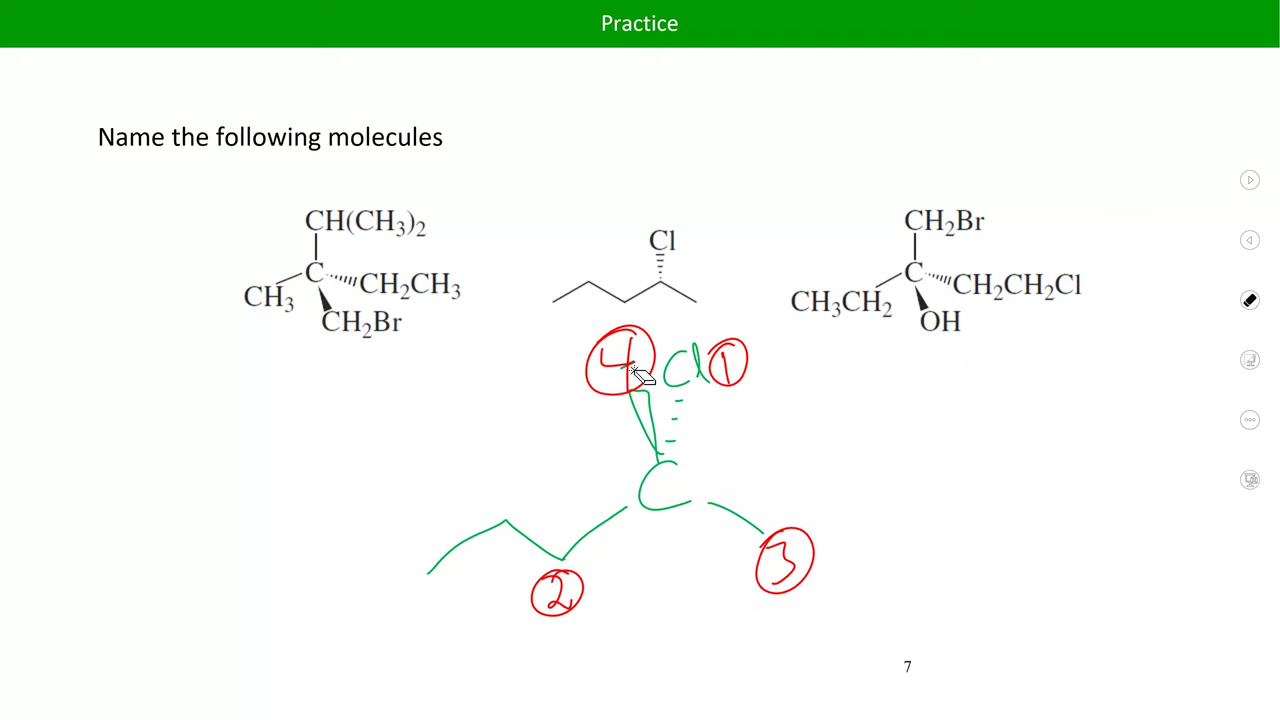 Practice
Name the following molecules
CH(CH₃)₂
C
CH₂CH₃
CH₃
CH₂Br
Cl
CH₂Br
C
CH₂CH₂Cl
CH₃CH₂
OH
4
Cl
1
C
2
3
7